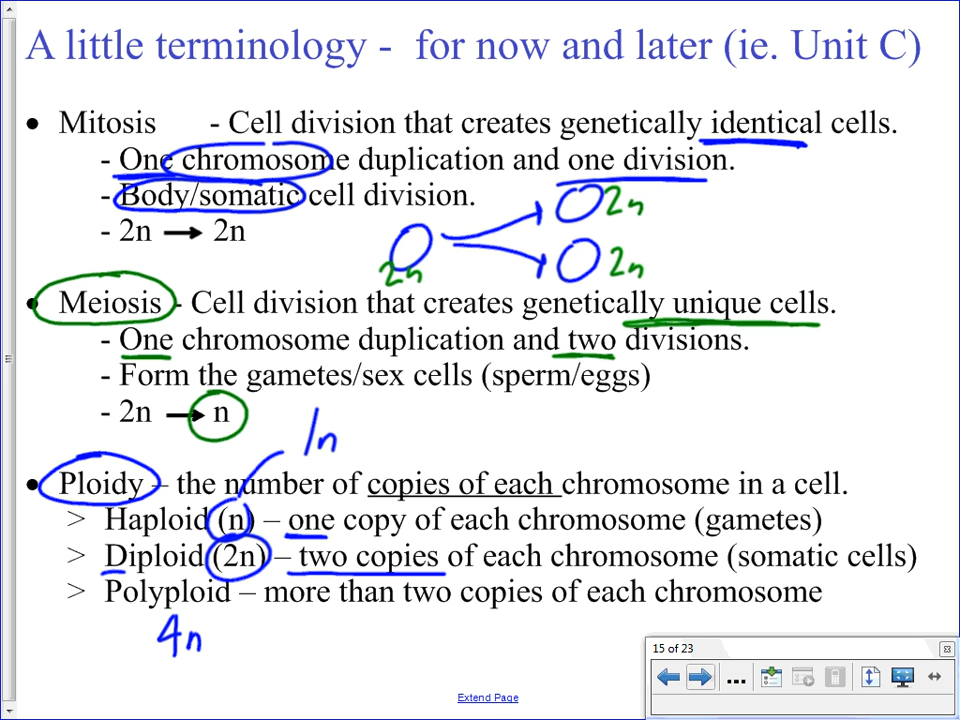 A little terminology -  for now and later (ie. Unit C)
• Mitosis - Cell division that creates genetically identical cells.
- One chromosome duplication and one division.
- Body/somatic cell division.
2n
- 2n → 2n
2n
2n
• Meiosis - Cell division that creates genetically unique cells.
- One chromosome duplication and two divisions.
- Form the gametes/sex cells (sperm/eggs)
- 2n → n
1n
• Ploidy – the number of copies of each chromosome in a cell.
> Haploid (n) – one copy of each chromosome (gametes)
> Diploid (2n) – two copies of each chromosome (somatic cells)
> Polyploid – more than two copies of each chromosome
4n
15 of 23
Extend Page